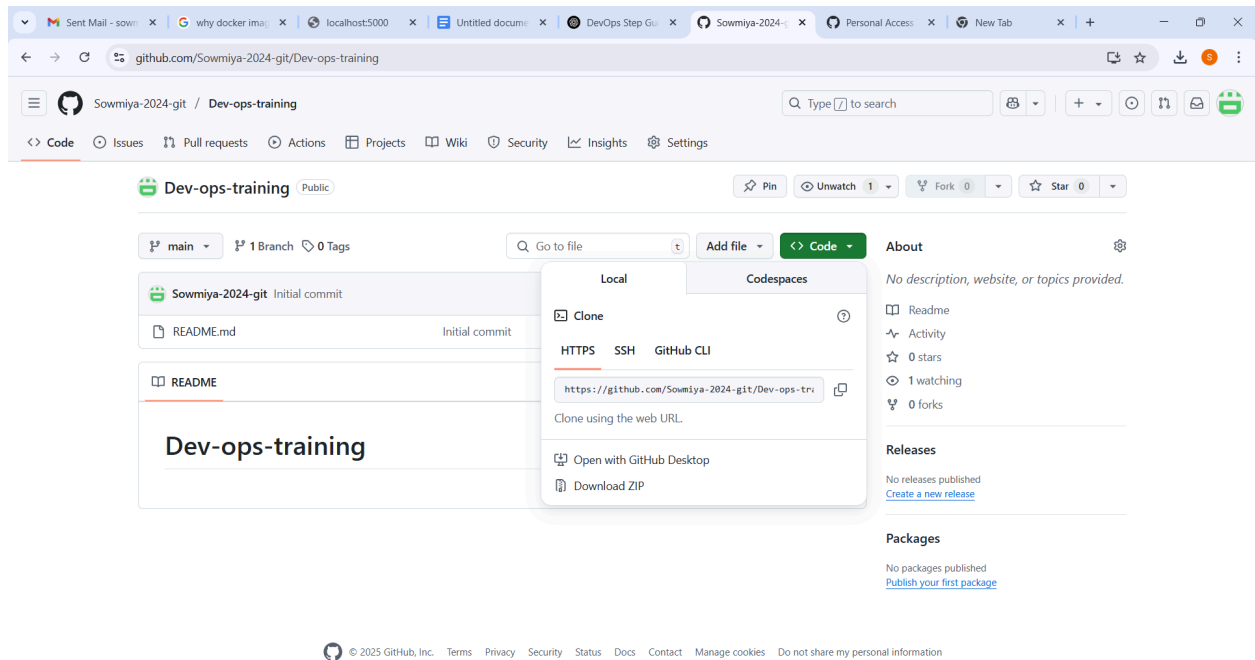 Sent Mail - sown
why docker imag
localhost:5000
Untitled docume
DevOps Step Gu
Sowmiya-2024-g
Personal Access
New Tab
github.com/Sowmiya-2024-git/Dev-ops-training
S
Sowmiya-2024-git / Dev-ops-training
Type / to search
<> Code Issues Pull requests Actions Projects Wiki Security Insights Settings
Dev-ops-training Public
Pin Unwatch 1 Fork 0 Star 0
main 1 Branch 0 Tags
Go to file t Add file <> Code
Sowmiya-2024-git Initial commit
README.md Initial commit
README
Dev-ops-training
Local Codespaces
Clone
HTTPS SSH GitHub CLI
https://github.com/Sowmiya-2024-git/Dev-ops-tra
Clone using the web URL.
Open with GitHub Desktop
Download ZIP
About
No description, website, or topics provided.
Readme
Activity
0 stars
1 watching
0 forks
Releases
No releases published
Create a new release
Packages
No packages published
Publish your first package
© 2025 GitHub, Inc. Terms Privacy Security Status Docs Contact Manage cookies Do not share my personal information